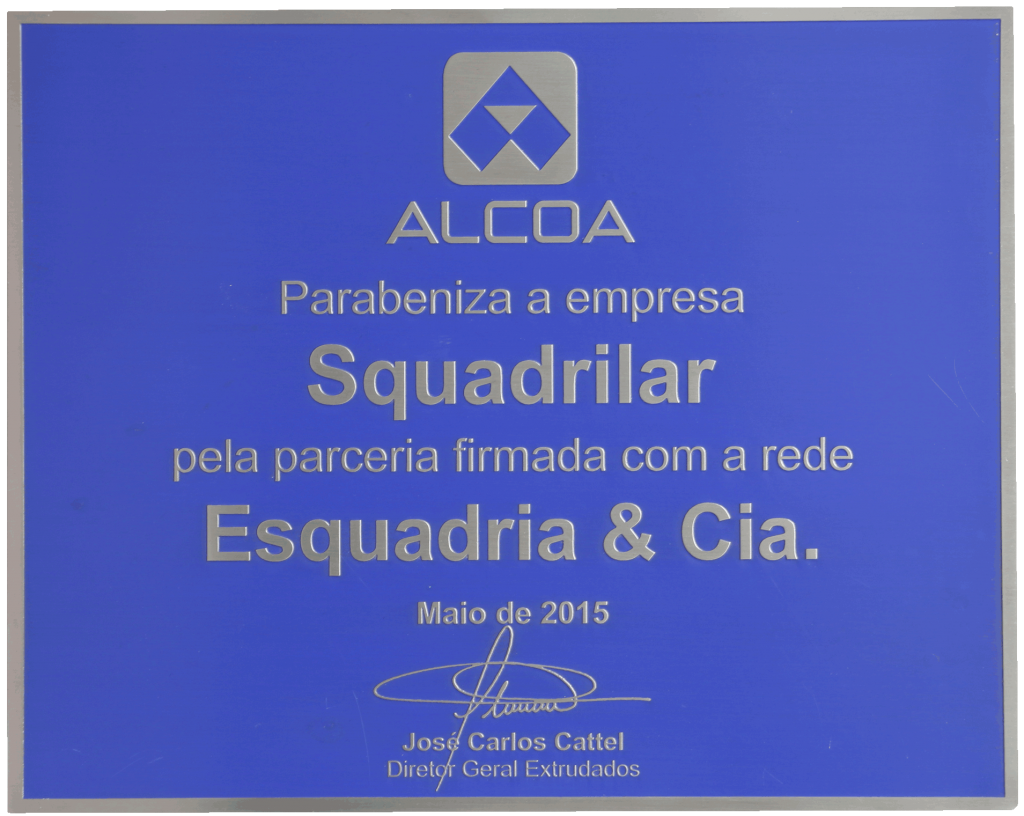 ALCOA
Parabeniza a empresa
Squadrilar
pela parceria firmada com a rede
Esquadria & Cia.
Maio de 2015
José Carlos Cattel
Diretor Geral Extrudados